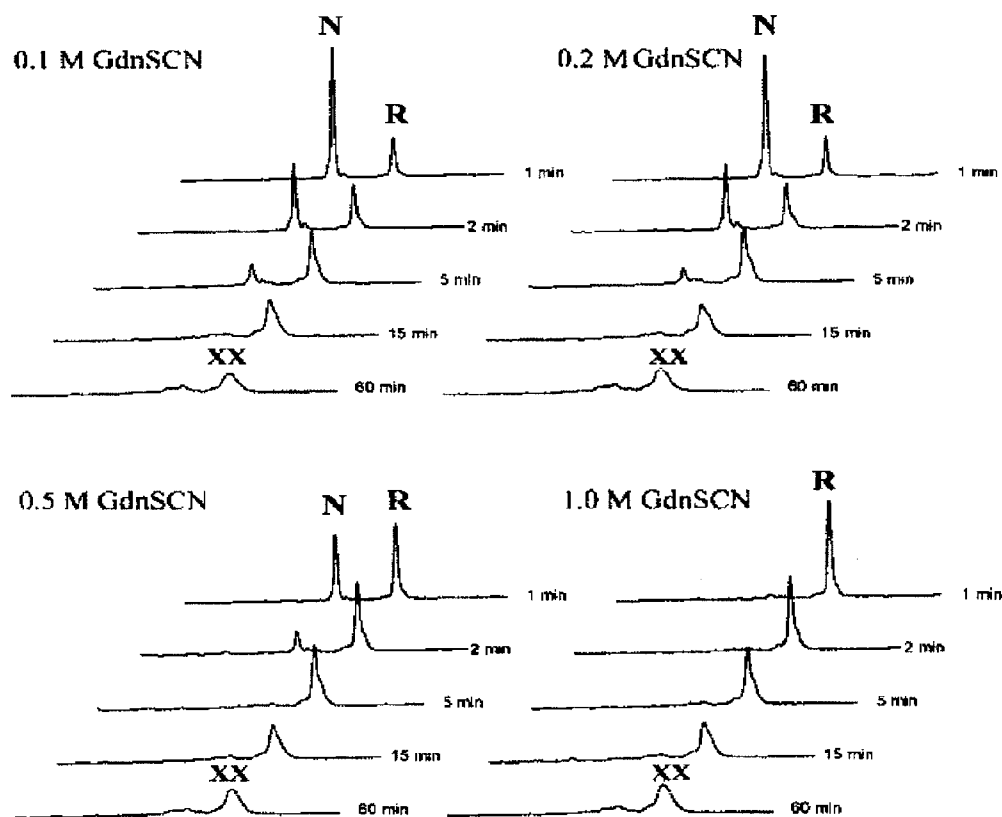 0.1 M GdnSCN
N
R
1 min
2 min
5 min
15 min
XX
60 min
0.2 M GdnSCN
N
R
1 min
2 min
5 min
15 min
XX
60 min
0.5 M GdnSCN
N
R
1 min
2 min
5 min
15 min
XX
60 min
1.0 M GdnSCN
R
1 min
2 min
5 min
15 min
XX
60 min